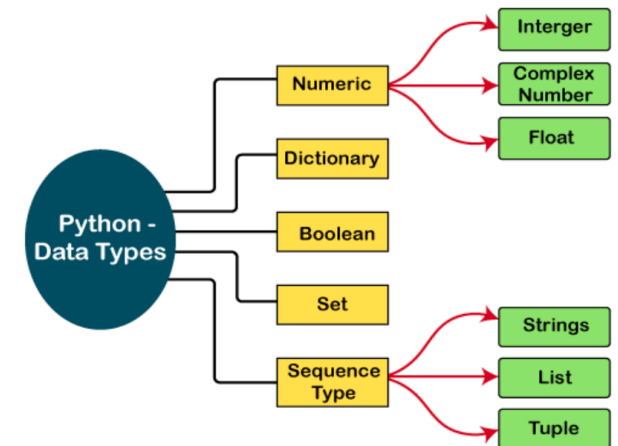 Python -
Data Types
Numeric
Dictionary
Boolean
Set
Sequence
Type
Interger
Complex
Number
Float
Strings
List
Tuple